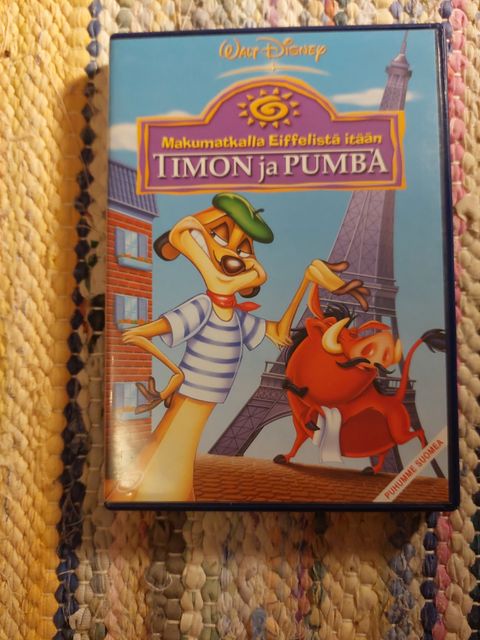 WALT DISNEY
Makumatkalla Eiffelistä itään
TIMON ja PUMBA
PUHUMME SUOMEA